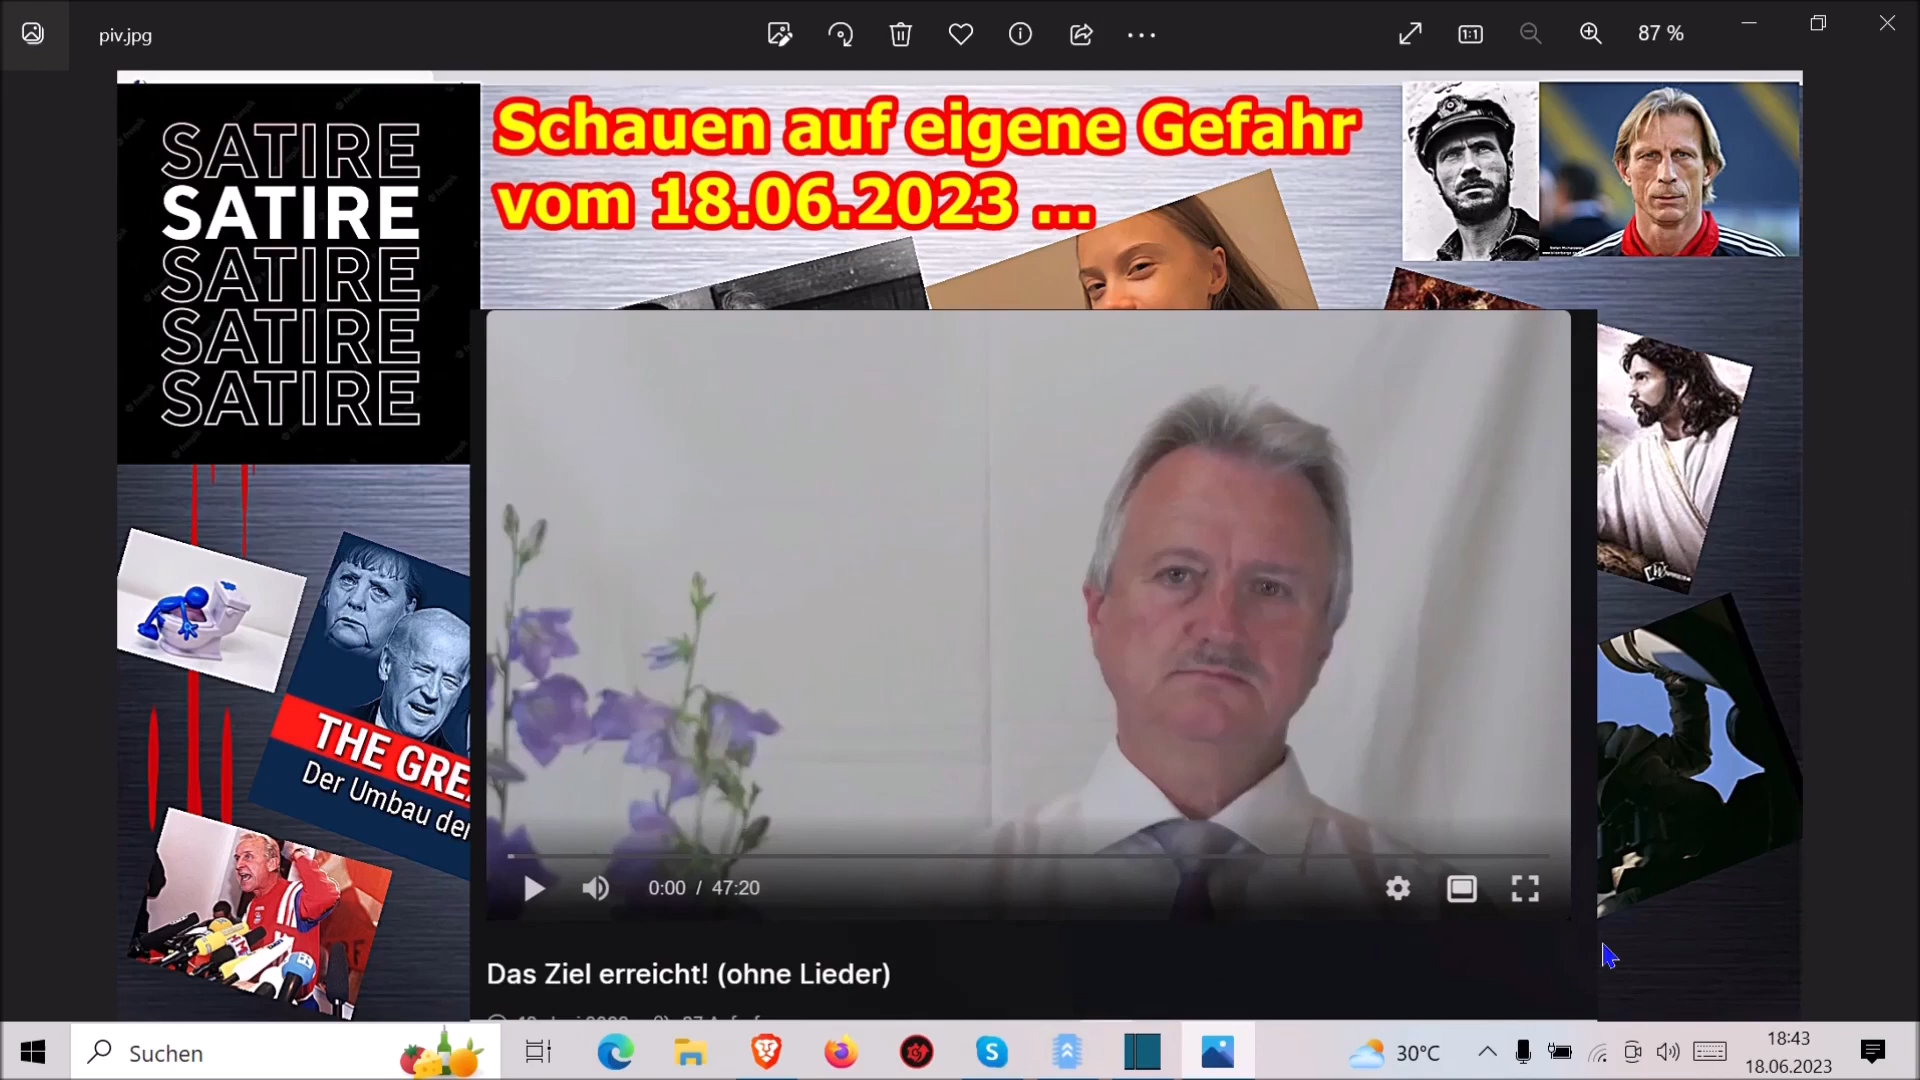 piv.jpg
87 %
SATIRE
SATIRE
SATIRE
SATIRE
SATIRE
Schauen auf eigene Gefahr
vom 18.06.2023 ...
THE GREA
Der Umbau der
0:00 / 47:20
Das Ziel erreicht! (ohne Lieder)
Suchen
30°C
18:43
18.06.2023